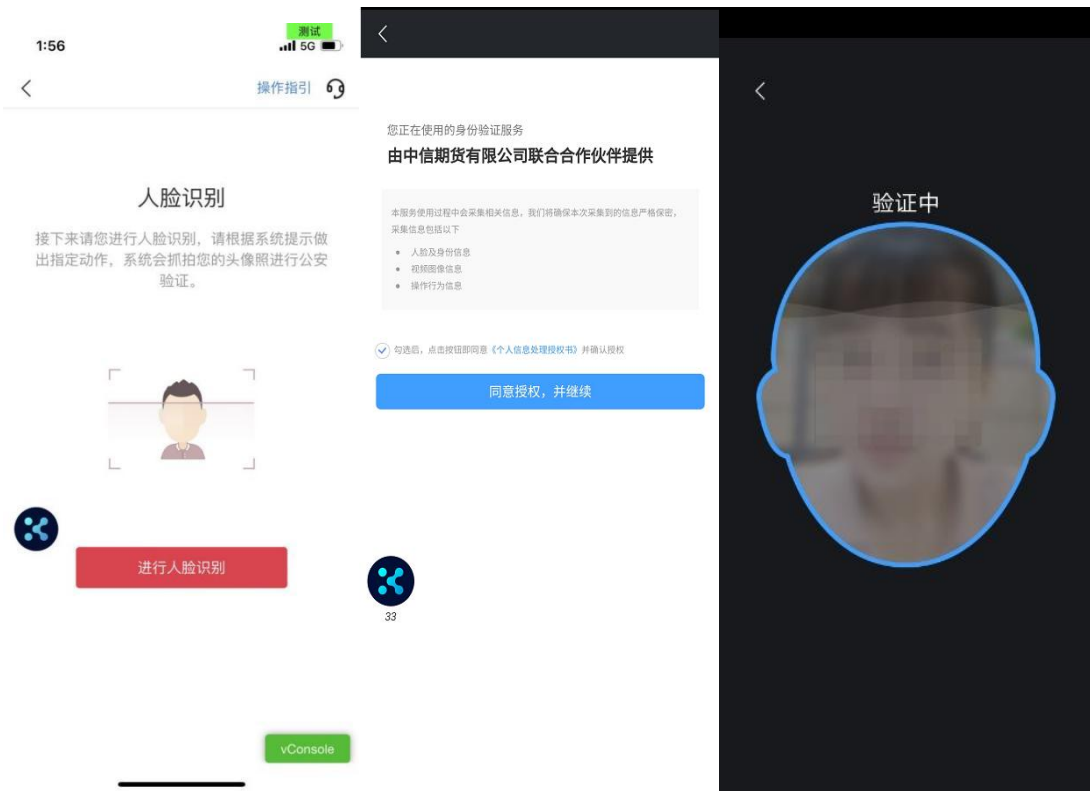 1:56
测试
5G
操作指引
人脸识别
接下来请您进行人脸识别，请根据系统提示做
出指定动作，系统会抓拍您的头像照进行公安
验证。
进行人脸识别
vConsole
您正在使用的身份验证服务
由中信期货有限公司联合合作伙伴提供
本服务使用过程中会采集相关信息，我们将确保本次采集到的信息严格保密，
采集信息包括以下
人脸及身份信息
视频图像信息
操作行为信息
勾选后，点击按钮即同意《个人信息处理授权书》并确认授权
同意授权，并继续
33
验证中